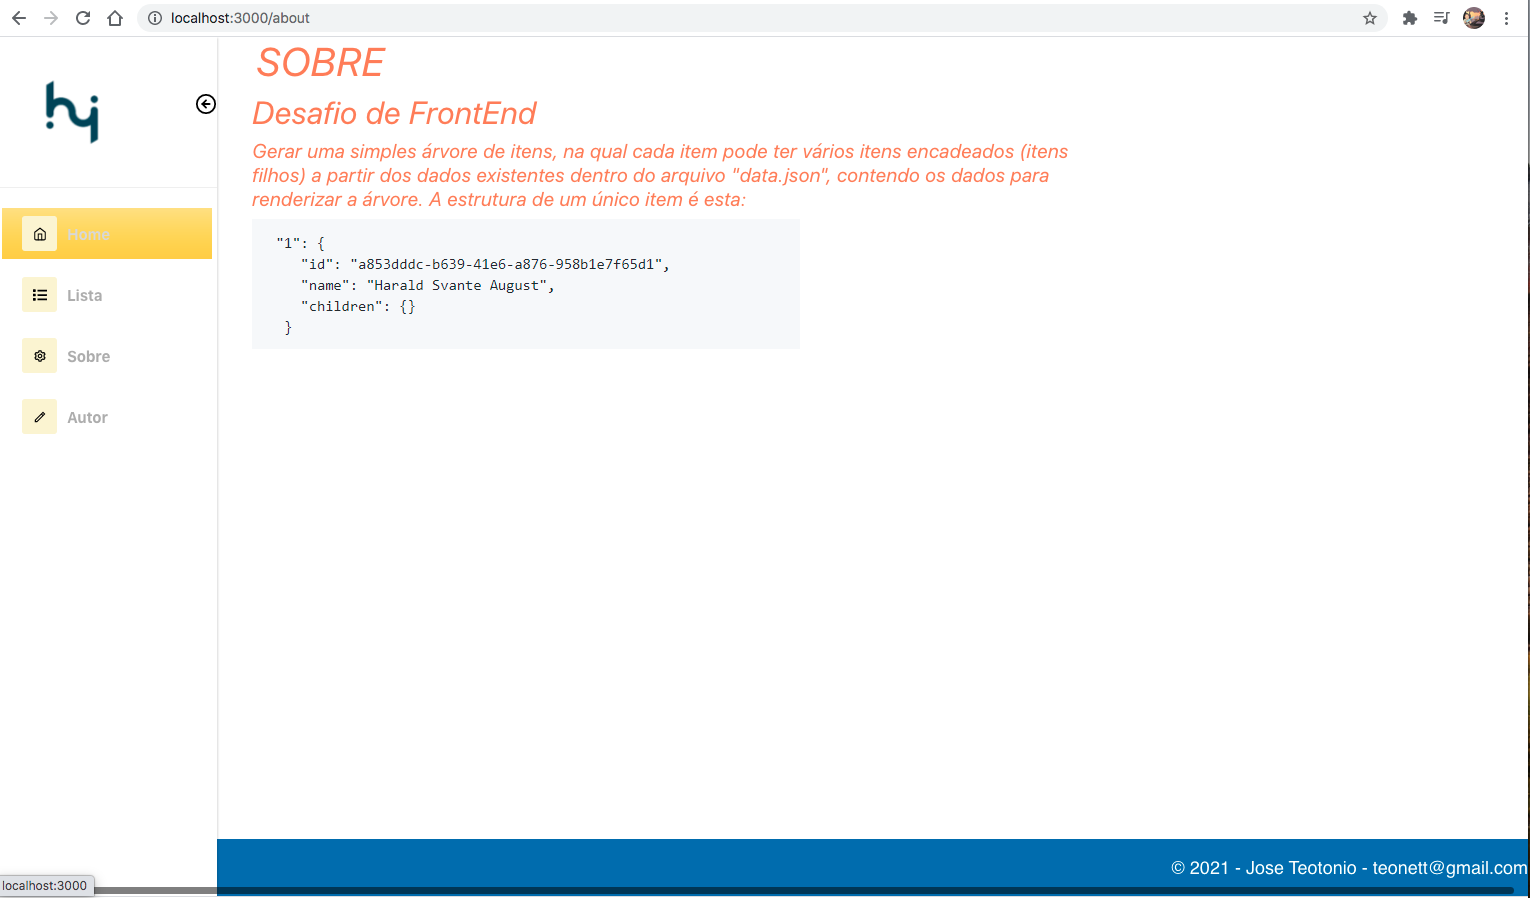 localhost:3000/about
hy
SOBRE
Desafio de FrontEnd
Gerar uma simples árvore de itens, na qual cada item pode ter vários itens encadeados (itens
filhos) a partir dos dados existentes dentro do arquivo "data.json", contendo os dados para
renderizar a árvore. A estrutura de um único item é esta:
"1": {
"id": "a853dddc-b639-41e6-a876-958b1e7f65d1",
"name": "Harald Svante August",
"children": {}
}
Home
Lista
Sobre
Autor
© 2021 - Jose Teotonio - teonett@gmail.com
localhost:3000